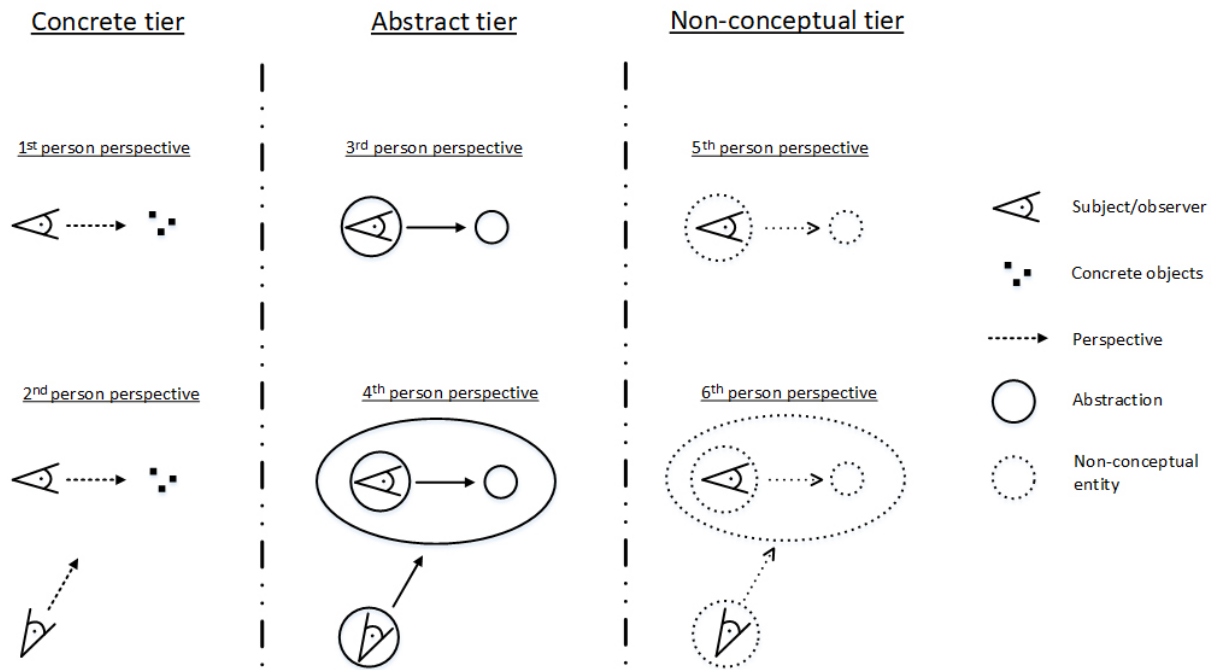 Concrete tier
Abstract tier
Non-conceptual tier
1st person perspective
3rd person perspective
5th person perspective
2nd person perspective
4th person perspective
6th person perspective
Subject/observer
Concrete objects
Perspective
Abstraction
Non-conceptual
entity